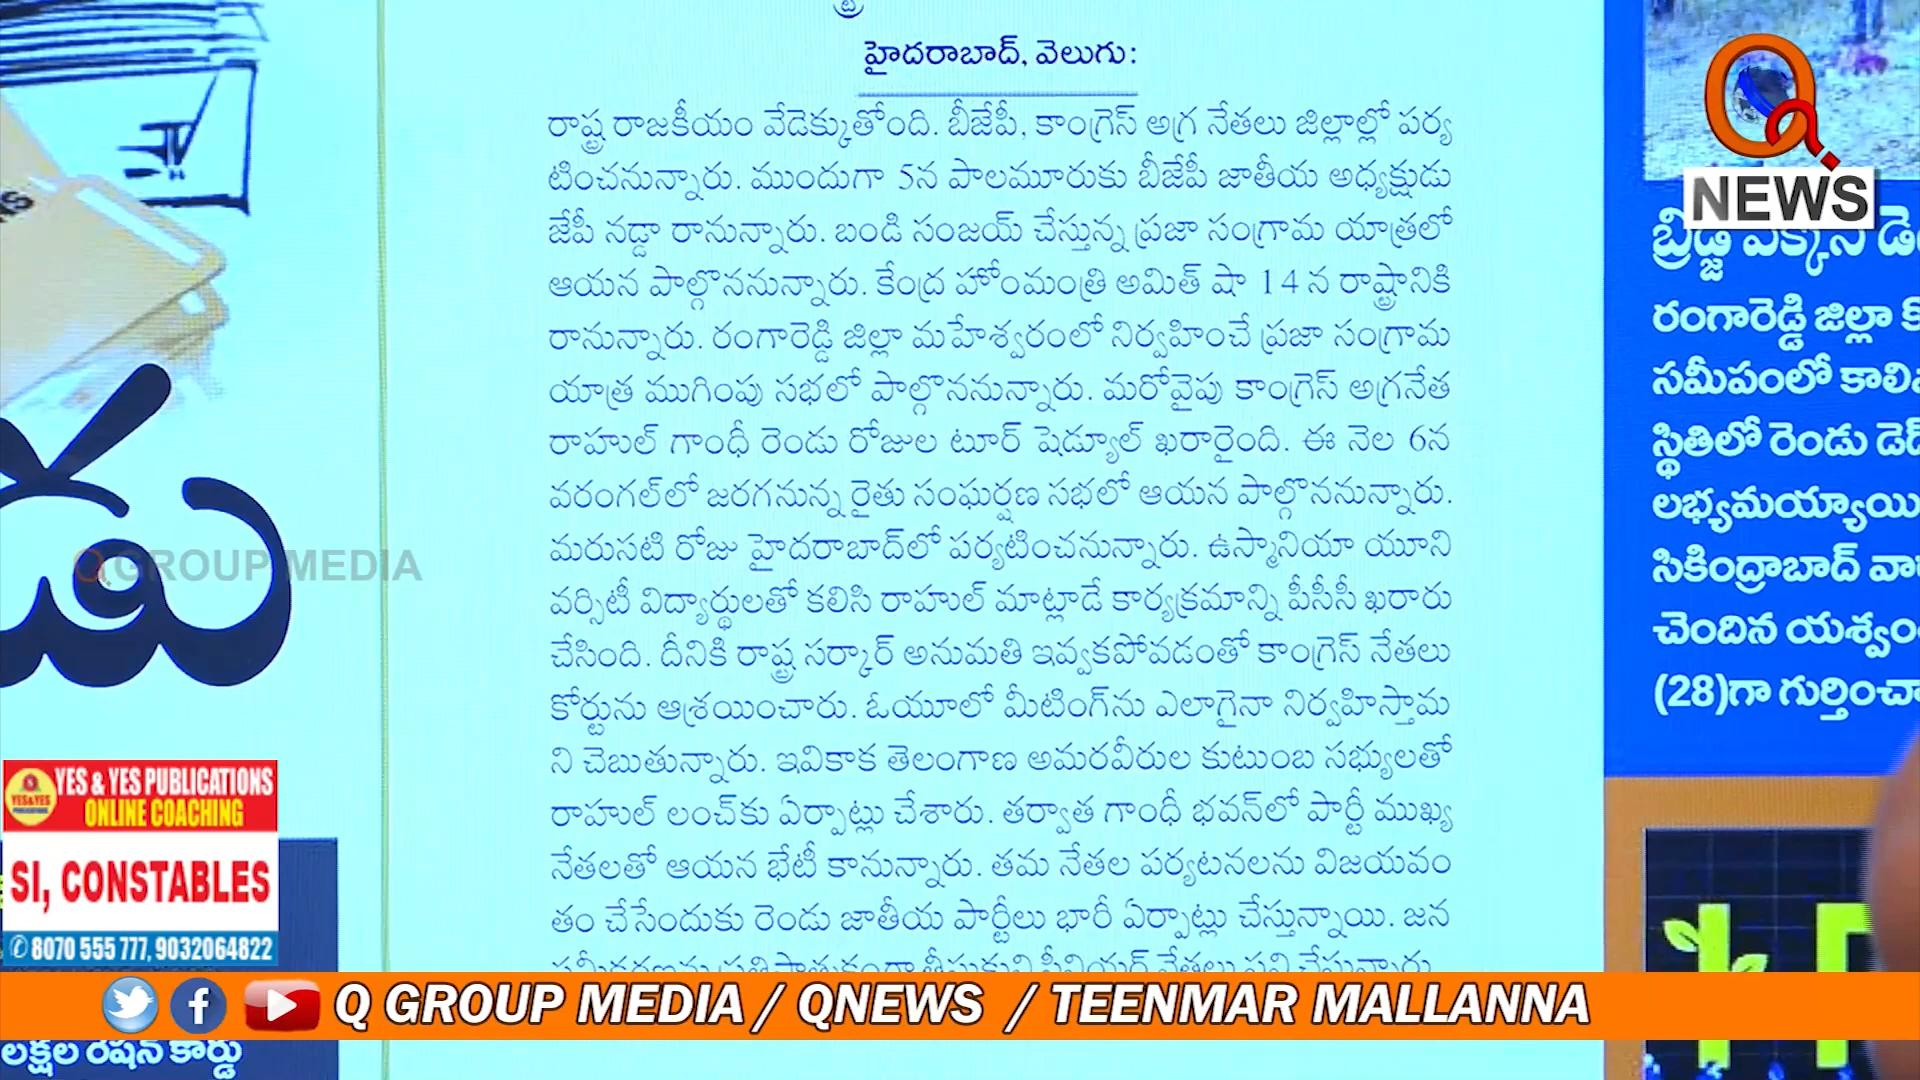 హైదరాబాద్, వెలుగు:
రాష్ట్ర రాజకీయం వేడెక్కుతోంది. బీజేపీ, కాంగ్రెస్ అగ్ర నేతలు జిల్లాల్లో పర్య
టించనున్నారు. ముందుగా 5న పాలమూరుకు బీజేపీ జాతీయ అధ్యక్షుడు
జేపీ నడ్డా రానున్నారు. బండి సంజయ్ చేస్తున్న ప్రజా సంగ్రామ యాత్రలో
ఆయన పాల్గొననున్నారు. కేంద్ర హోంమంత్రి అమిత్ షా 14 న రాష్ట్రానికి
రానున్నారు. రంగారెడ్డి జిల్లా మహేశ్వరంలో నిర్వహించే ప్రజా సంగ్రామ
యాత్ర ముగింపు సభలో పాల్గొననున్నారు. మరోవైపు కాంగ్రెస్ అగ్రనేత
రాహుల్ గాంధీ రెండు రోజుల టూర్ షెడ్యూల్ ఖరారైంది. ఈ నెల 6న
వరంగల్‌లో జరగనున్న రైతు సంఘర్షణ సభలో ఆయన పాల్గొననున్నారు.
మరుసటి రోజు హైదరాబాద్‌లో పర్యటించనున్నారు. ఉస్మానియా యూని
వర్సిటీ విద్యార్థులతో కలిసి రాహుల్ మాట్లాడే కార్యక్రమాన్ని పీసీసీ ఖరారు
చేసింది. దీనికి రాష్ట్ర సర్కార్ అనుమతి ఇవ్వకపోవడంతో కాంగ్రెస్ నేతలు
కోర్టును ఆశ్రయించారు. ఓయూలో మీటింగ్‌ను ఎలాగైనా నిర్వహిస్తామ
ని చెబుతున్నారు. ఇవికాక తెలంగాణ అమరవీరుల కుటుంబ సభ్యులతో
రాహుల్ లంచ్‌కు ఏర్పాట్లు చేశారు. తర్వాత గాంధీ భవన్‌లో పార్టీ ముఖ్య
నేతలతో ఆయన భేటీ కానున్నారు. తమ నేతల పర్యటనలను విజయవం
తం చేసేందుకు రెండు జాతీయ పార్టీలు భారీ ఏర్పాట్లు చేస్తున్నాయి. జన
డు
Q GROUP MEDIA
Q
NEWS
రంగారెడ్డి జిల్లా
సమీపంలో
స్థితిలో రెండు
లభ్యమయ్యాయి
సికింద్రాబాద్
చెందిన
(28)గా
YES & YES PUBLICATIONS
ONLINE COACHING
SI, CONSTABLES
8070 555 777, 9032064822
Q GROUP MEDIA / QNEWS / TEENMAR MALLANNA
లక్షల రేషన్ కార్డు